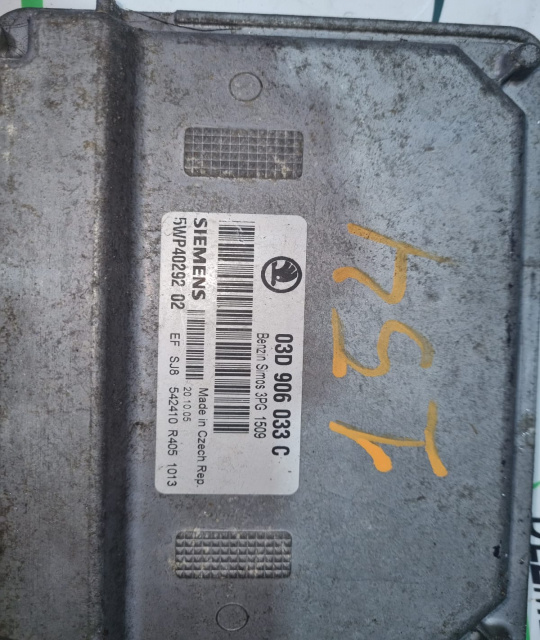 03D 906 033 C
Benzin Simos 3PG 1509
SIEMENS
5WP40292 02
Made in Czech Rep.
20.10.05
EF SJ8 542410 R405 1013
154